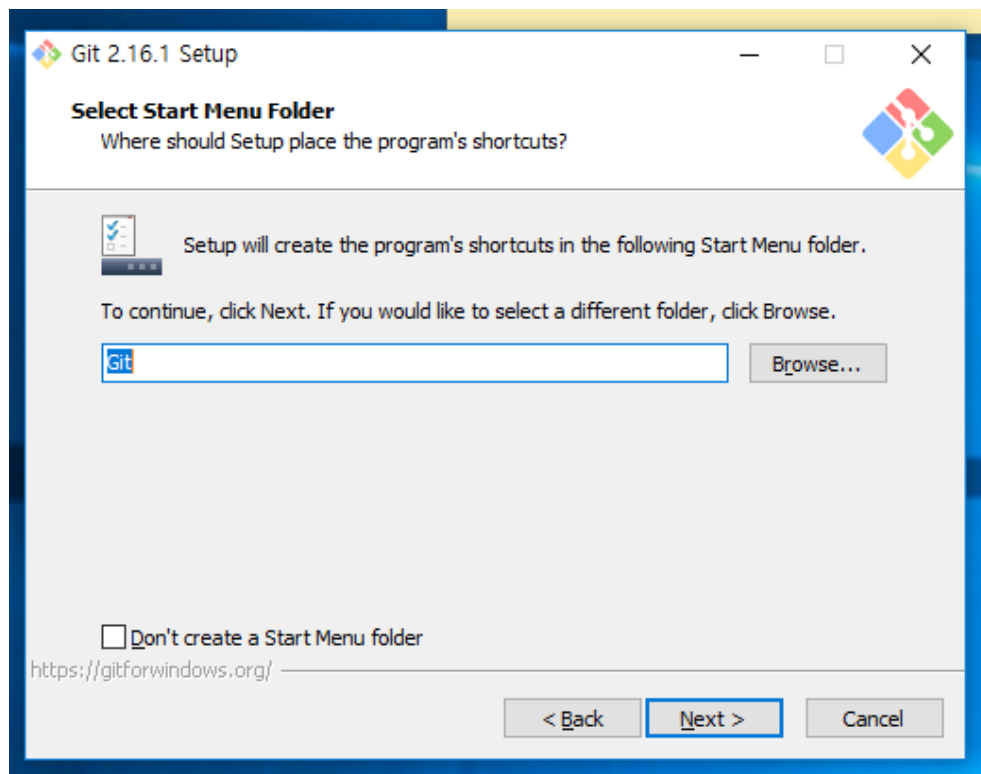 Git 2.16.1 Setup
Select Start Menu Folder
Where should Setup place the program's shortcuts?
Setup will create the program's shortcuts in the following Start Menu folder.
To continue, click Next. If you would like to select a different folder, click Browse.
Git
Browse...
Don't create a Start Menu folder
https://gitforwindows.org/
< Back
Next >
Cancel